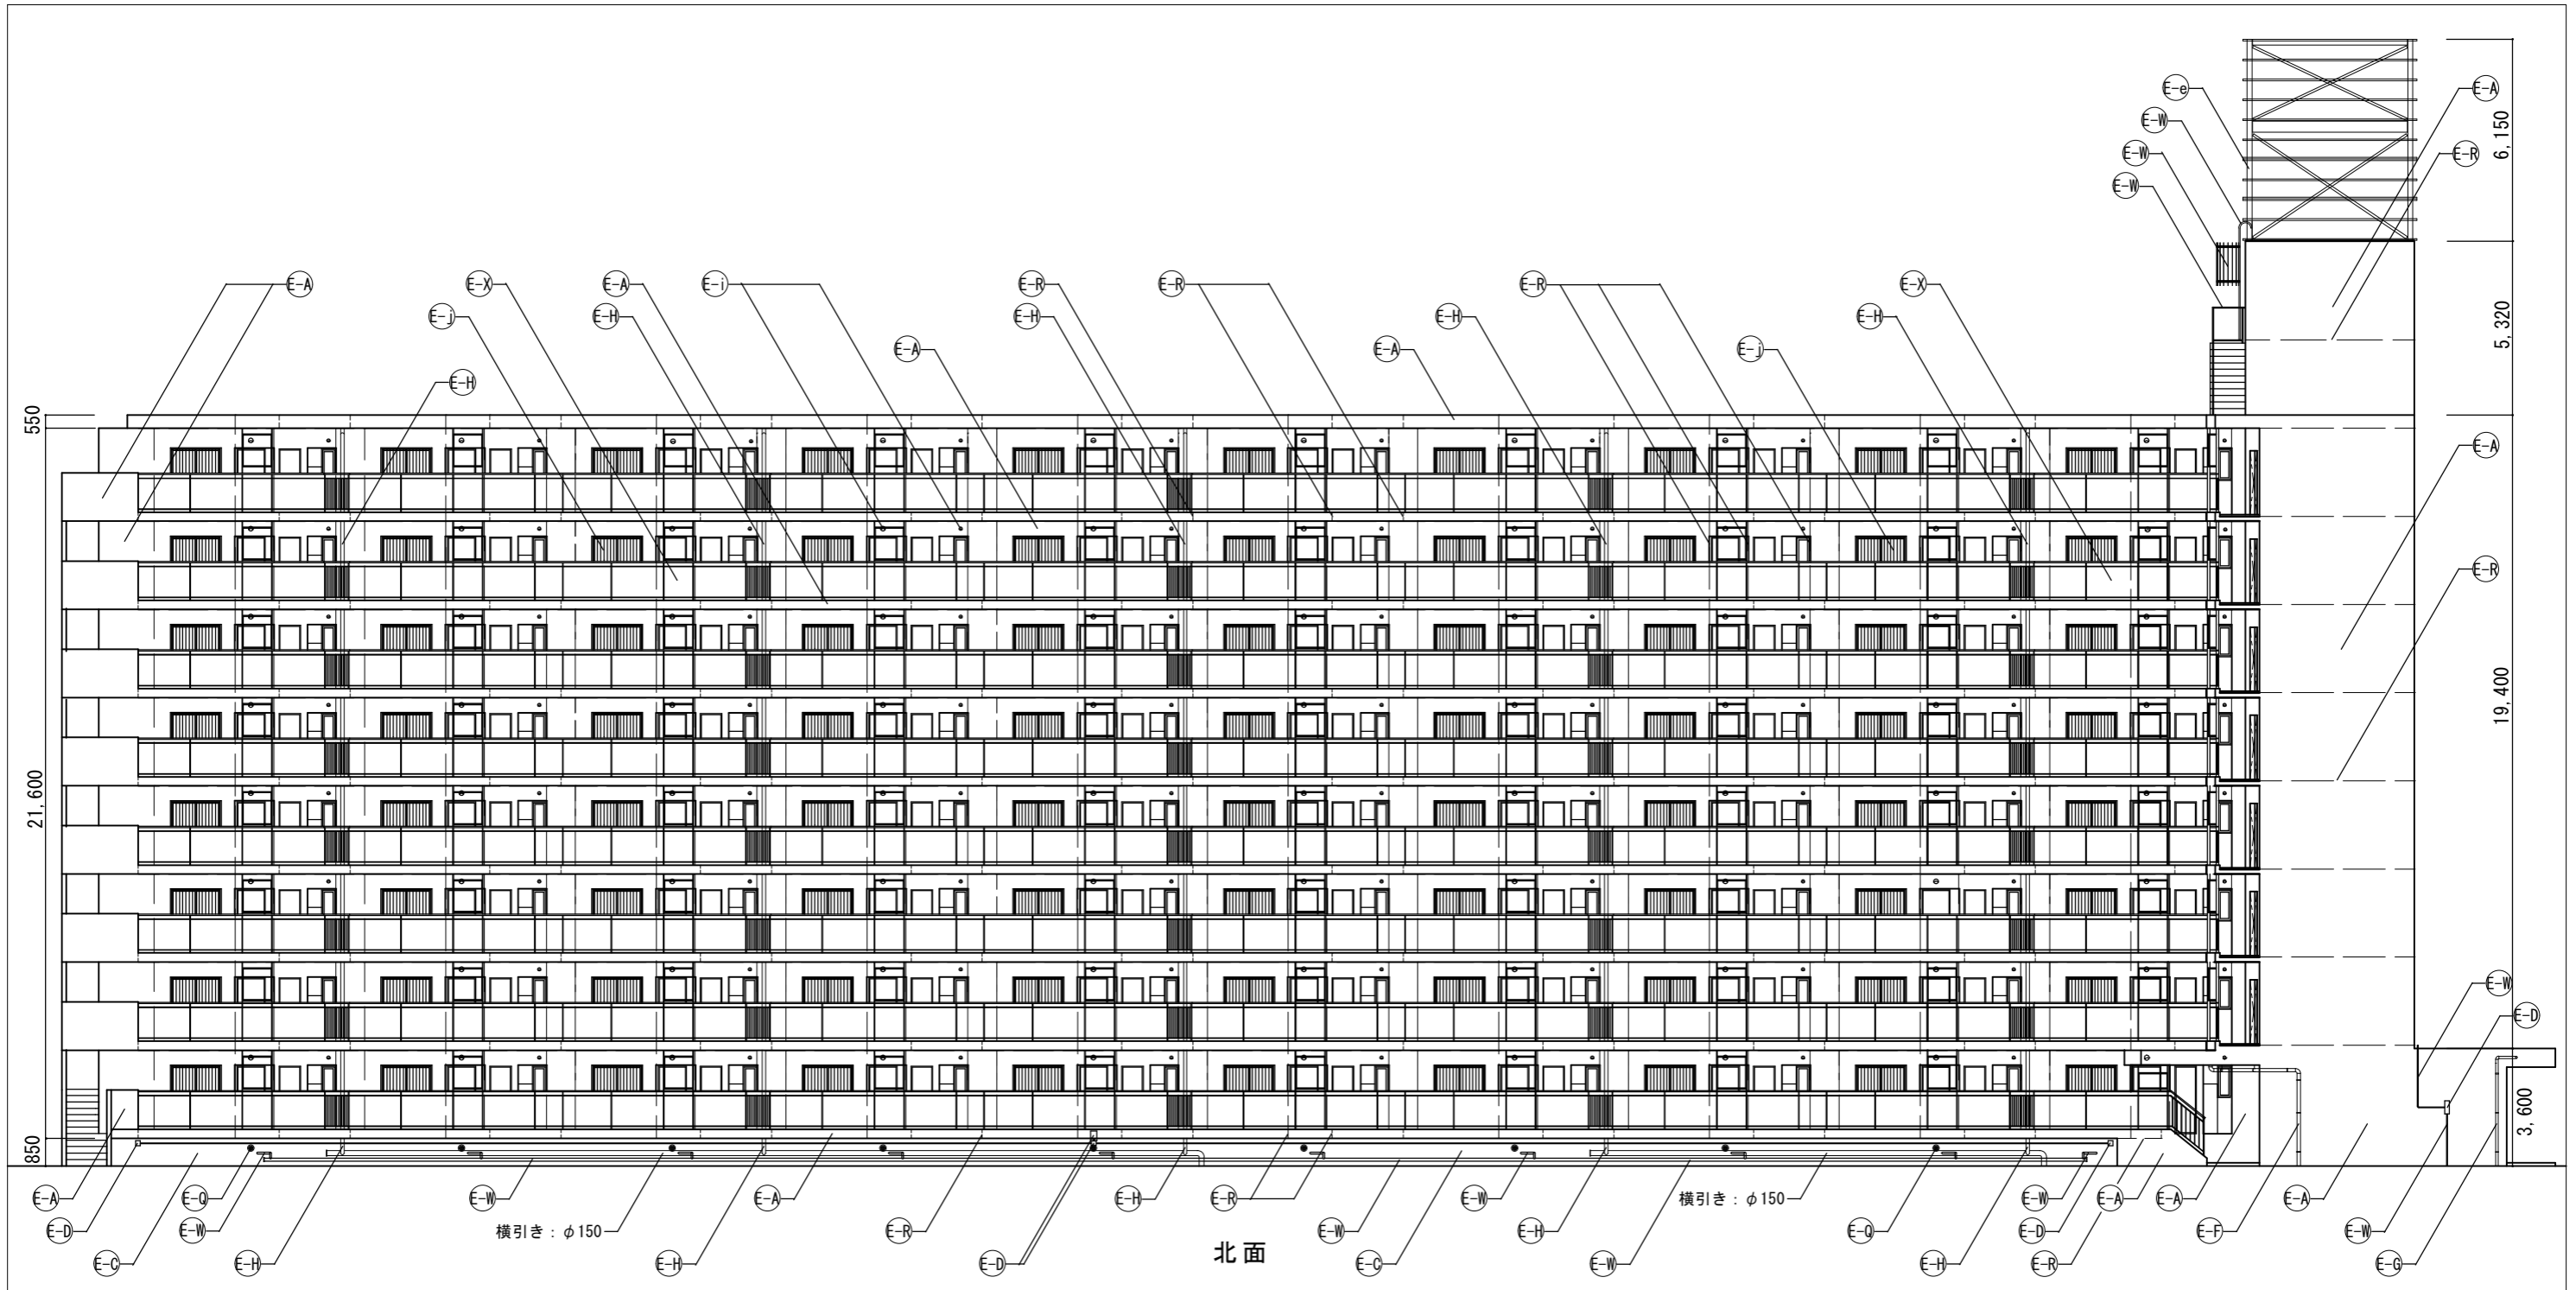 E-e
E-A
E-W
6,150
E-W
E-R
E-W
E-A
E-X
E-A
E-i
E-R
E-R
E-H
E-R
E-X
E-j
E-H
E-H
E-H
5,320
E-A
E-A
E-j
E-H
550
E-A
E-R
19,400
21,600
E-W
E-D
3,600
850
E-A
E-Q
E-W
E-A
E-H
E-R
E-W
横引き：φ150
E-W
E-A
E-A
E-A
E-D
E-W
横引き：φ150
E-R
E-W
E-H
E-Q
E-D
E-F
E-W
北面
E-C
E-H
E-H
E-D
E-C
E-W
E-H
E-R
E-G